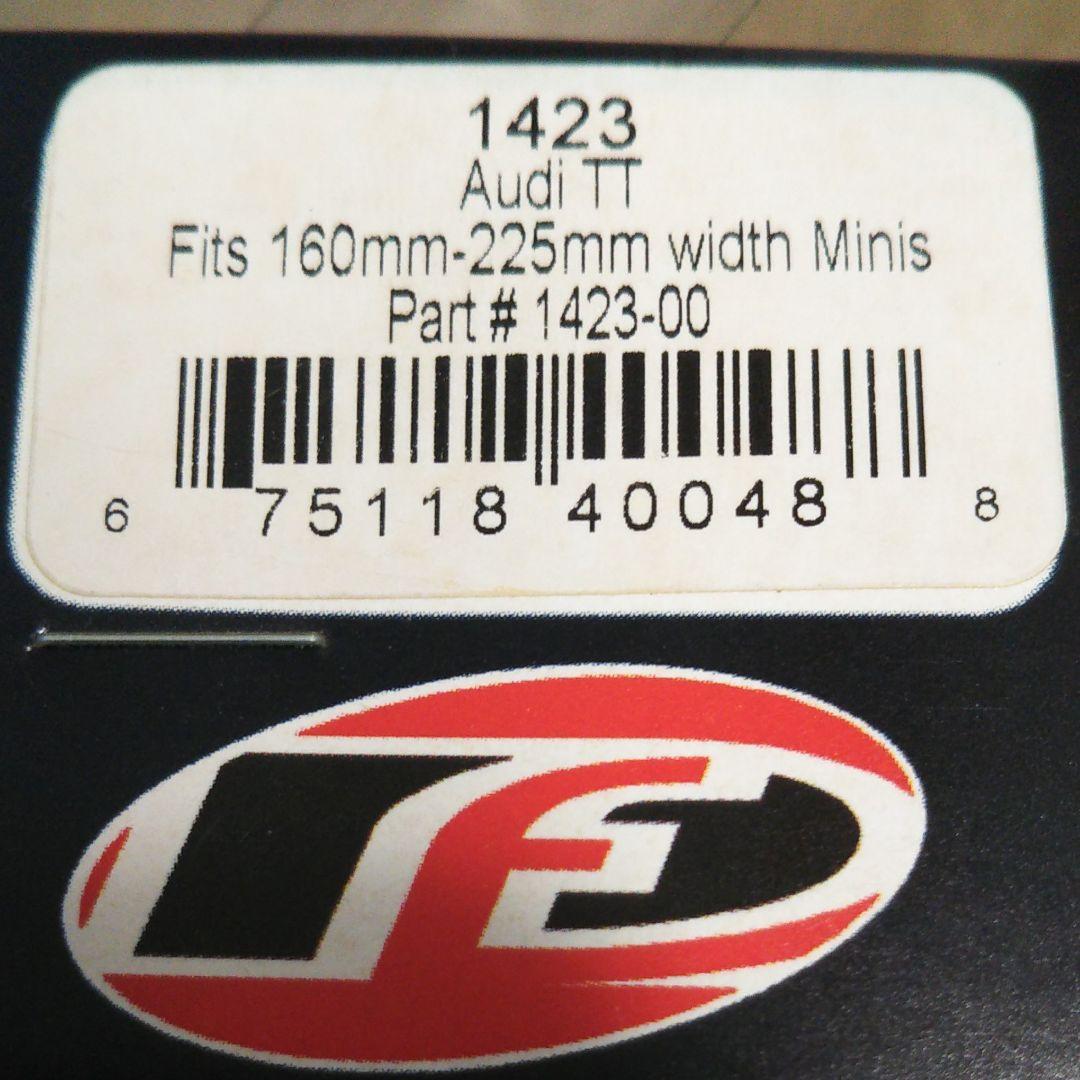 1423
Audi TT
Fits 160mm-225mm width Minis
Part # 1423-00
6 75118 40048 8